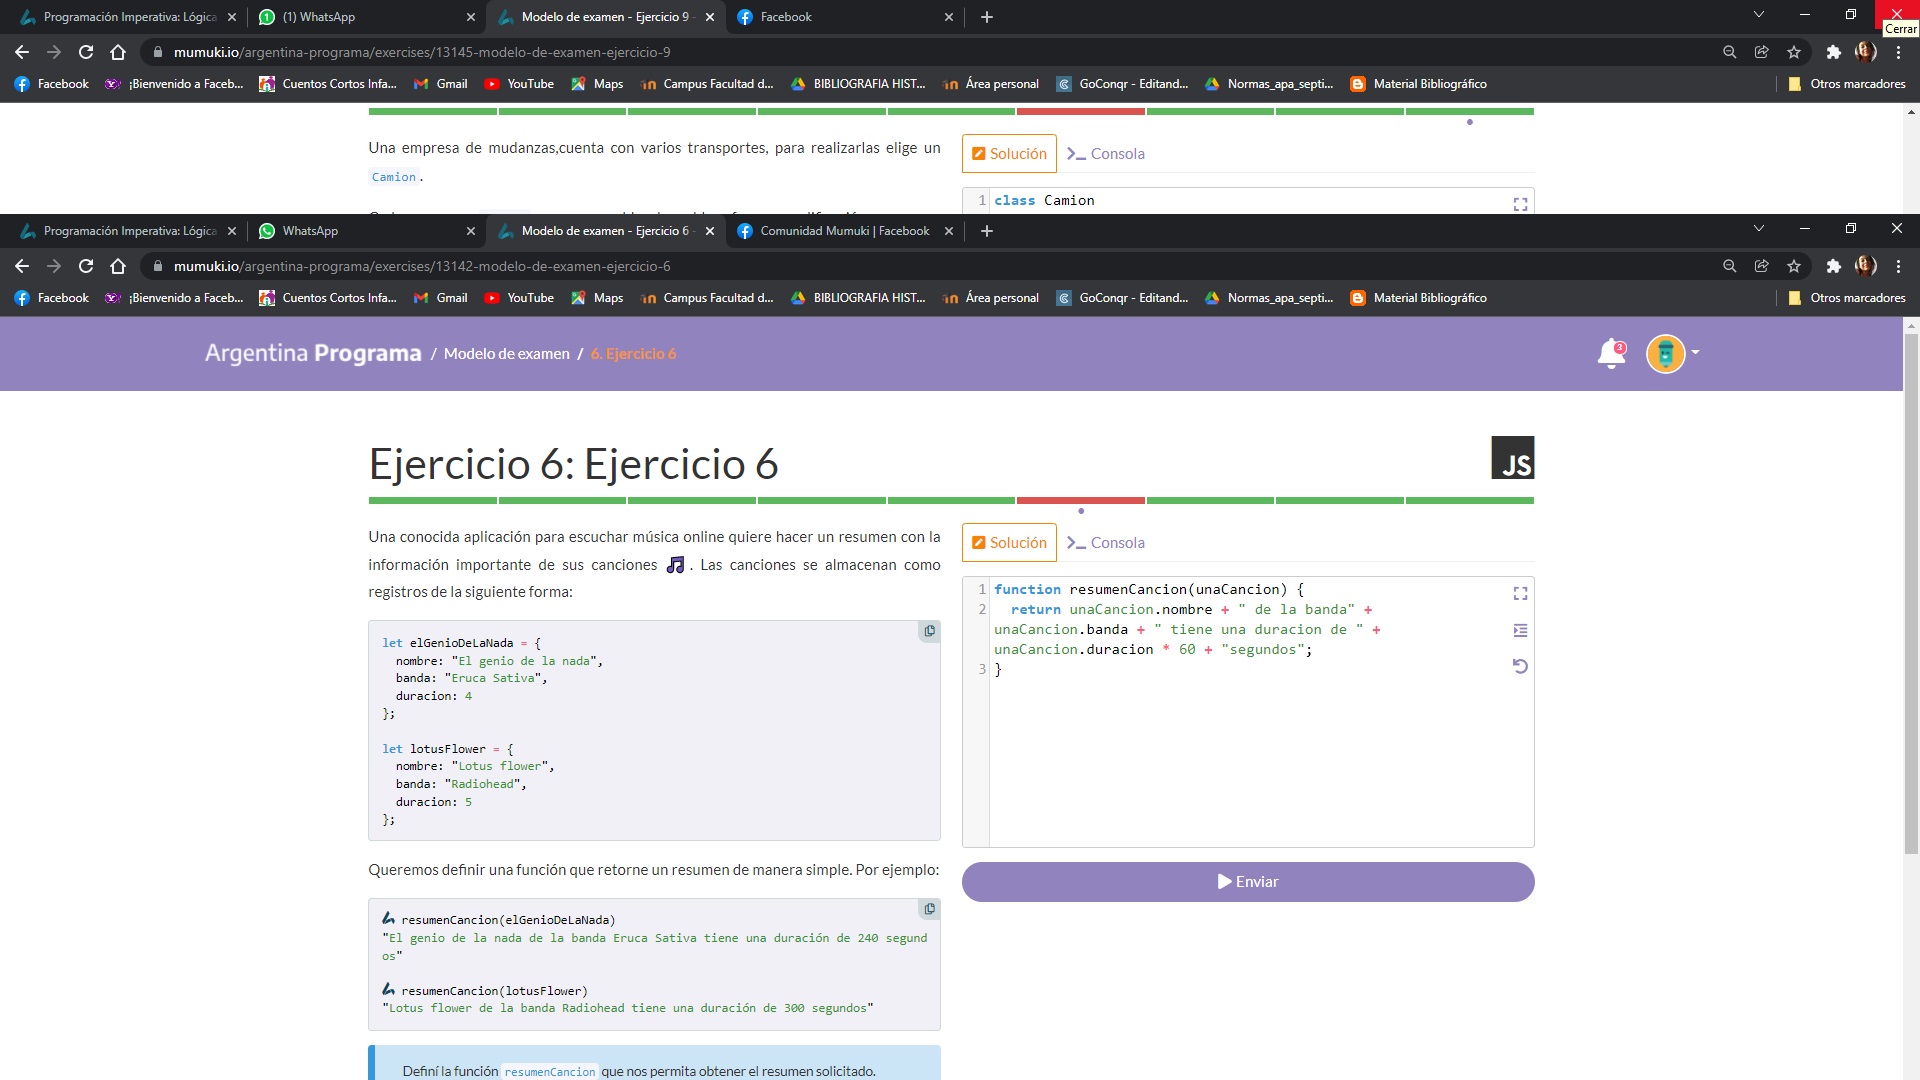 Programación Imperativa: Lógica
(1) WhatsApp
Modelo de examen - Ejercicio 9 -
Facebook
Cerrar
mumuki.io/argentina-programa/exercises/13145-modelo-de-examen-ejercicio-9
Facebook
¡Bienvenido a Faceb...
Cuentos Cortos Infa...
Gmail
YouTube
Maps
Campus Facultad d...
BIBLIOGRAFIA HIST...
Área personal
GoConqr - Editand...
Normas_apa_septi...
Material Bibliográfico
Otros marcadores
Una empresa de mudanzas,cuenta con varios transportes, para realizarlas elige un
Camion.
Solución
Consola
1 class Camion
Programación Imperativa: Lógica
WhatsApp
Modelo de examen - Ejercicio 6 -
Comunidad Mumuki | Facebook
mumuki.io/argentina-programa/exercises/13142-modelo-de-examen-ejercicio-6
Facebook
¡Bienvenido a Faceb...
Cuentos Cortos Infa...
Gmail
YouTube
Maps
Campus Facultad d...
BIBLIOGRAFIA HIST...
Área personal
GoConqr - Editand...
Normas_apa_septi...
Material Bibliográfico
Otros marcadores
Argentina Programa / Modelo de examen / 6. Ejercicio 6
3
Ejercicio 6: Ejercicio 6
JS
Una conocida aplicación para escuchar música online quiere hacer un resumen con la
información importante de sus canciones 🎵. Las canciones se almacenan como
registros de la siguiente forma:
let elGenioDeLaNada = {
nombre: "El genio de la nada",
banda: "Eruca Sativa",
duracion: 4
};
let lotusFlower = {
nombre: "Lotus flower",
banda: "Radiohead",
duracion: 5
};
Queremos definir una función que retorne un resumen de manera simple. Por ejemplo:
resumenCancion(elGenioDeLaNada)
"El genio de la nada de la banda Eruca Sativa tiene una duración de 240 segund
os"
resumenCancion(lotusFlower)
"Lotus flower de la banda Radiohead tiene una duración de 300 segundos"
Definí la función resumenCancion que nos permita obtener el resumen solicitado.
Solución
Consola
1 function resumenCancion(unaCancion) {
2 return unaCancion.nombre + " de la banda" +
unaCancion.banda + " tiene una duracion de " +
unaCancion.duracion * 60 + "segundos";
3 }
Enviar